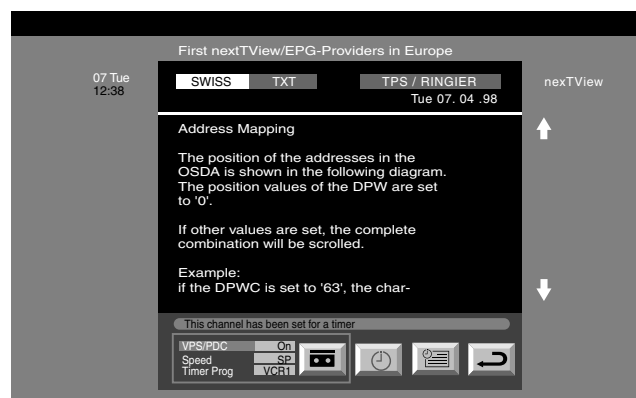 First nextTView/EPG-Providers in Europe
07 Tue
12:38
SWISS TXT TPS / RINGIER
Tue 07. 04 .98
nexTView
Address Mapping
The position of the addresses in the
OSDA is shown in the following diagram.
The position values of the DPW are set
to '0'.
If other values are set, the complete
combination will be scrolled.
Example:
if the DPWC is set to '63', the char-
This channel has been set for a timer
VPS/PDC On
Speed SP
Timer Prog VCR1